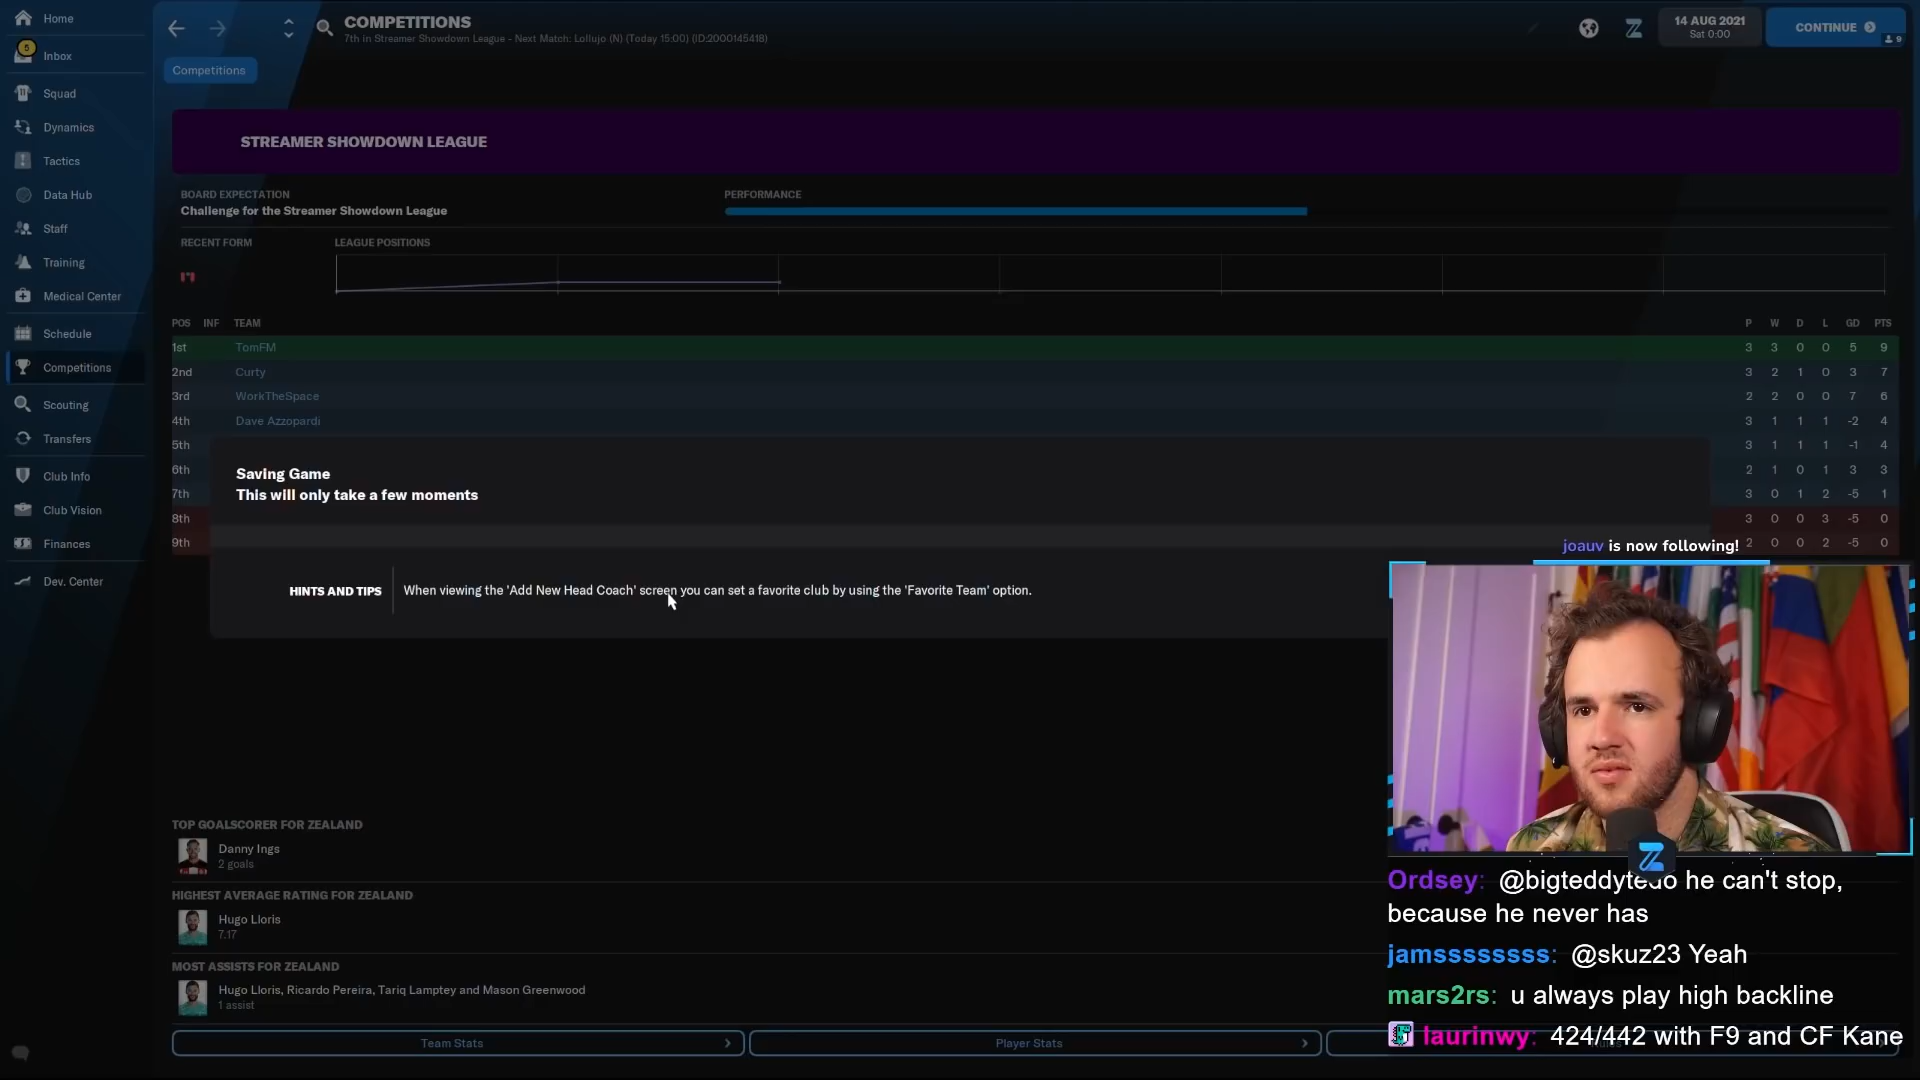 Home
5
Inbox
Squad
Dynamics
Tactics
Data Hub
Staff
Training
Medical Center
Schedule
Competitions
Scouting
Transfers
Club Info
Club Vision
Finances
Dev. Center
COMPETITIONS
7th in Streamer Showdown League - Next Match: Lollujo (N) (Today 15:00) (ID:2000145418)
14 AUG 2021
Sat 0:00
CONTINUE
9
Competitions
STREAMER SHOWDOWN LEAGUE
BOARD EXPECTATION
Challenge for the Streamer Showdown League
PERFORMANCE
RECENT FORM
LEAGUE POSITIONS
POS INF TEAM P W D L GD PTS
1st TomFM 3 3 0 0 5 9
2nd Curty 3 2 1 0 3 7
3rd WorkTheSpace 2 2 0 0 7 6
4th Dave Azzopardi 3 1 1 1 -2 4
5th 3 1 1 1 -1 4
6th 2 1 0 1 3 3
7th 3 0 1 2 -5 1
8th 3 0 0 3 -5 0
9th 2 0 0 2 -5 0
Saving Game
This will only take a few moments
HINTS AND TIPS
When viewing the 'Add New Head Coach' screen you can set a favorite club by using the 'Favorite Team' option.
joauv is now following!
TOP GOALSCORER FOR ZEALAND
Danny Ings
2 goals
HIGHEST AVERAGE RATING FOR ZEALAND
Hugo Lloris
7.17
MOST ASSISTS FOR ZEALAND
Hugo Lloris, Ricardo Pereira, Tariq Lamptey and Mason Greenwood
1 assist
Team Stats
Player Stats
Ordsey: @bigteddytedo he can't stop,
because he never has
jamssssssss: @skuz23 Yeah
mars2rs: u always play high backline
laurinwy: 424/442 with F9 and CF Kane